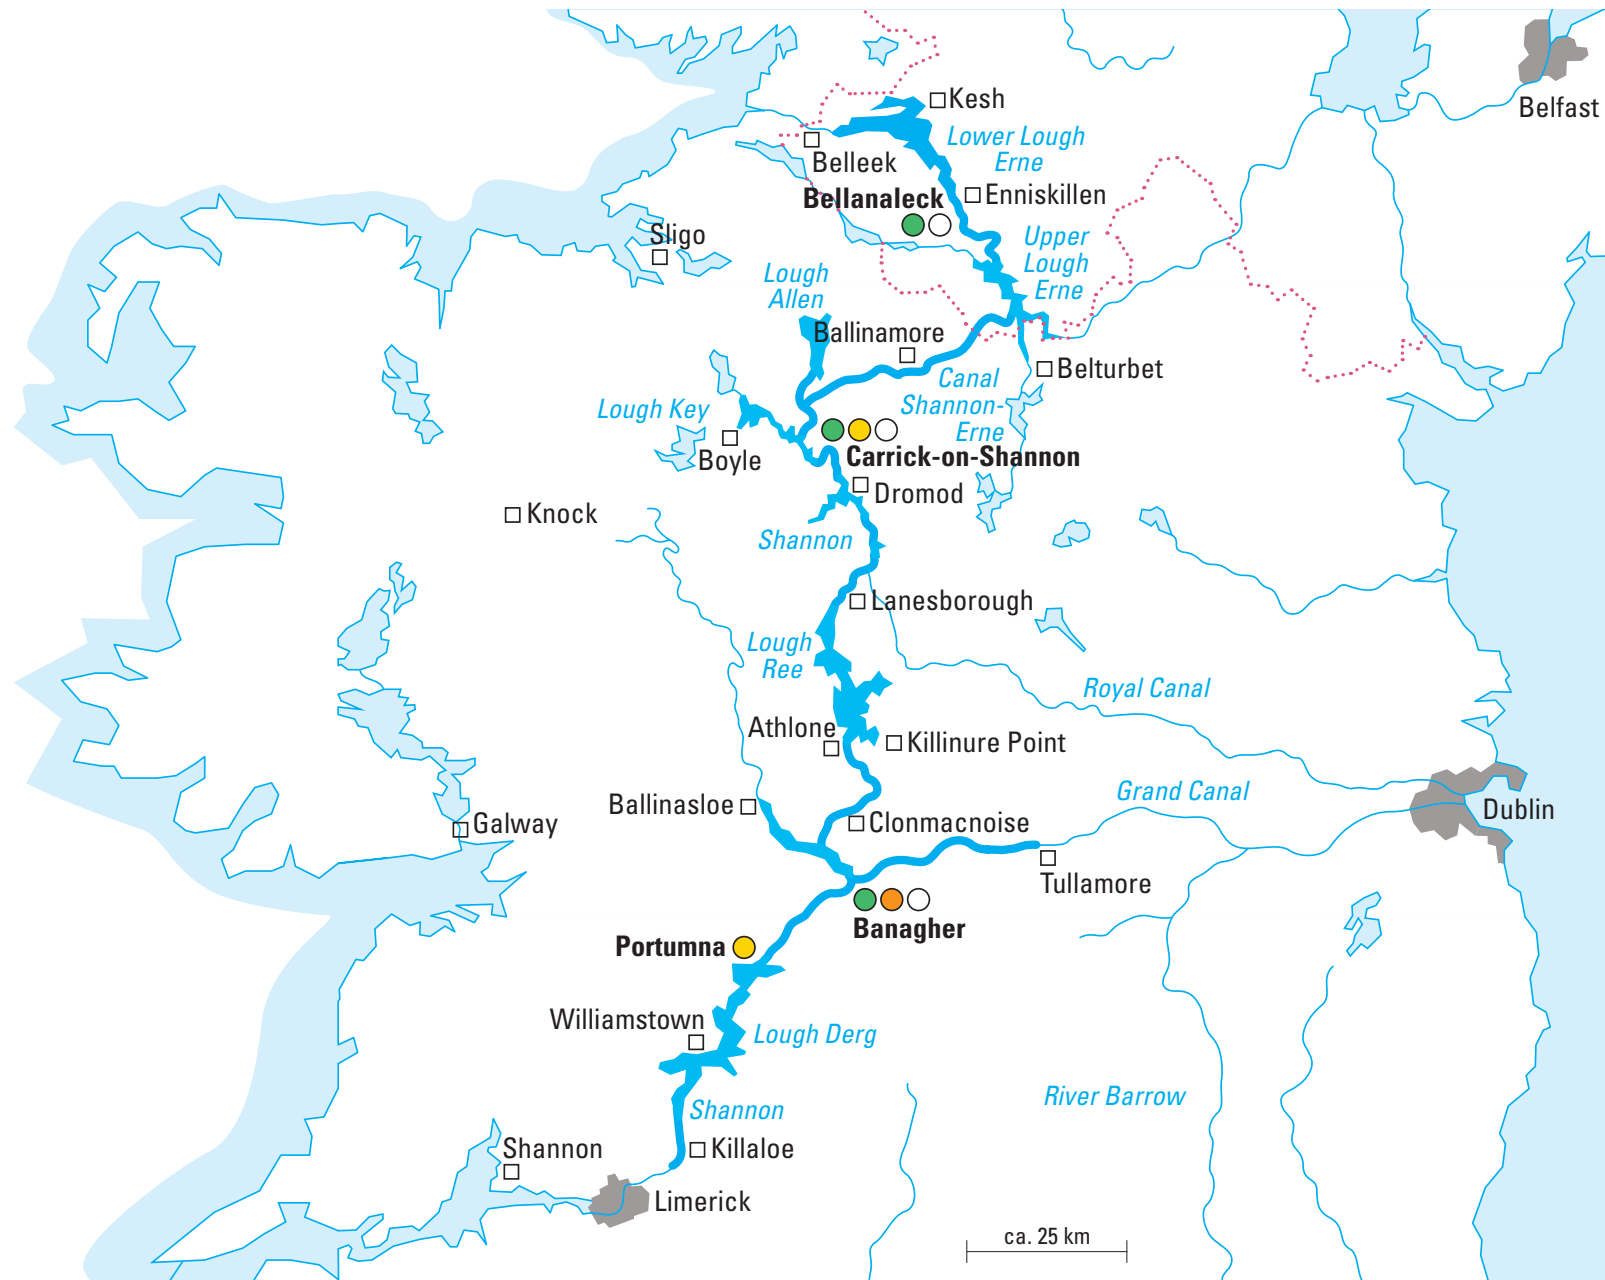 Kesh
Belfast
Lower Lough
Erne
Belleek
Bellanaleck
Enniskillen
Sligo
Upper
Lough
Erne
Lough
Allen
Ballinamore
Belturbet
Canal
Shannon-
Erne
Lough Key
Boyle
Carrick-on-Shannon
Dromod
Knock
Shannon
Lanesborough
Lough
Ree
Royal Canal
Athlone
Killinure Point
Grand Canal
Ballinasloe
Dublin
Galway
Clonmacnoise
Tullamore
Banagher
Portumna
Williamstown
Lough Derg
River Barrow
Shannon
Shannon
Killaloe
Limerick
ca. 25 km